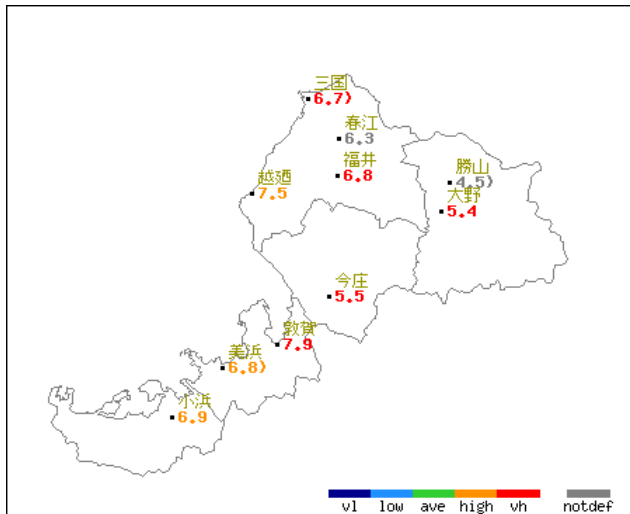 三国
6.7)
春江
6.3
福井
6.8
越廼
7.5
勝山
4.5)
大野
5.4
今庄
5.5
敦賀
7.9
美浜
6.8)
小浜
6.9
vl low ave high vh notdef